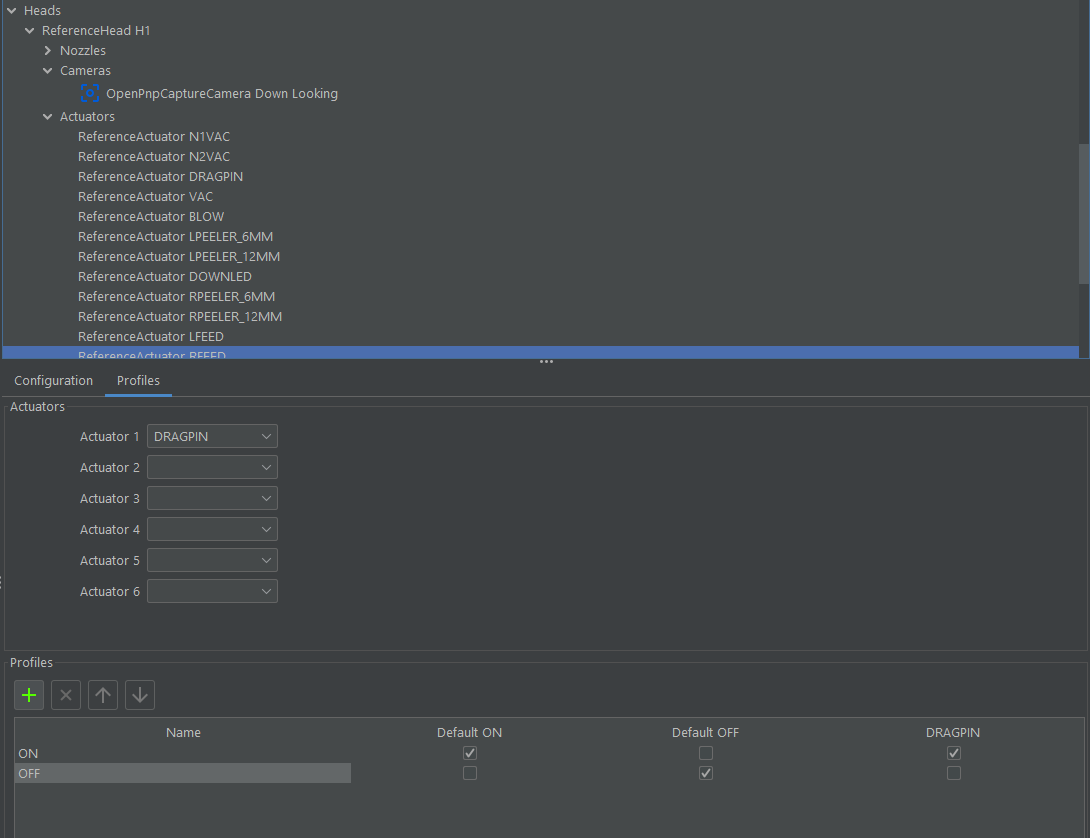 Heads
ReferenceHead H1
Nozzles
Cameras
OpenPnpCaptureCamera Down Looking
Actuators
ReferenceActuator N1VAC
ReferenceActuator N2VAC
ReferenceActuator DRAGPIN
ReferenceActuator VAC
ReferenceActuator BLOW
ReferenceActuator LPEELER_6MM
ReferenceActuator LPEELER_12MM
ReferenceActuator DOWNLED
ReferenceActuator RPEELER_6MM
ReferenceActuator RPEELER_12MM
ReferenceActuator LFEED
ReferenceActuator RFEED
Configuration Profiles
Actuators
Actuator 1 DRAGPIN
Actuator 2
Actuator 3
Actuator 4
Actuator 5
Actuator 6
Profiles
Name Default ON Default OFF DRAGPIN
ON
OFF